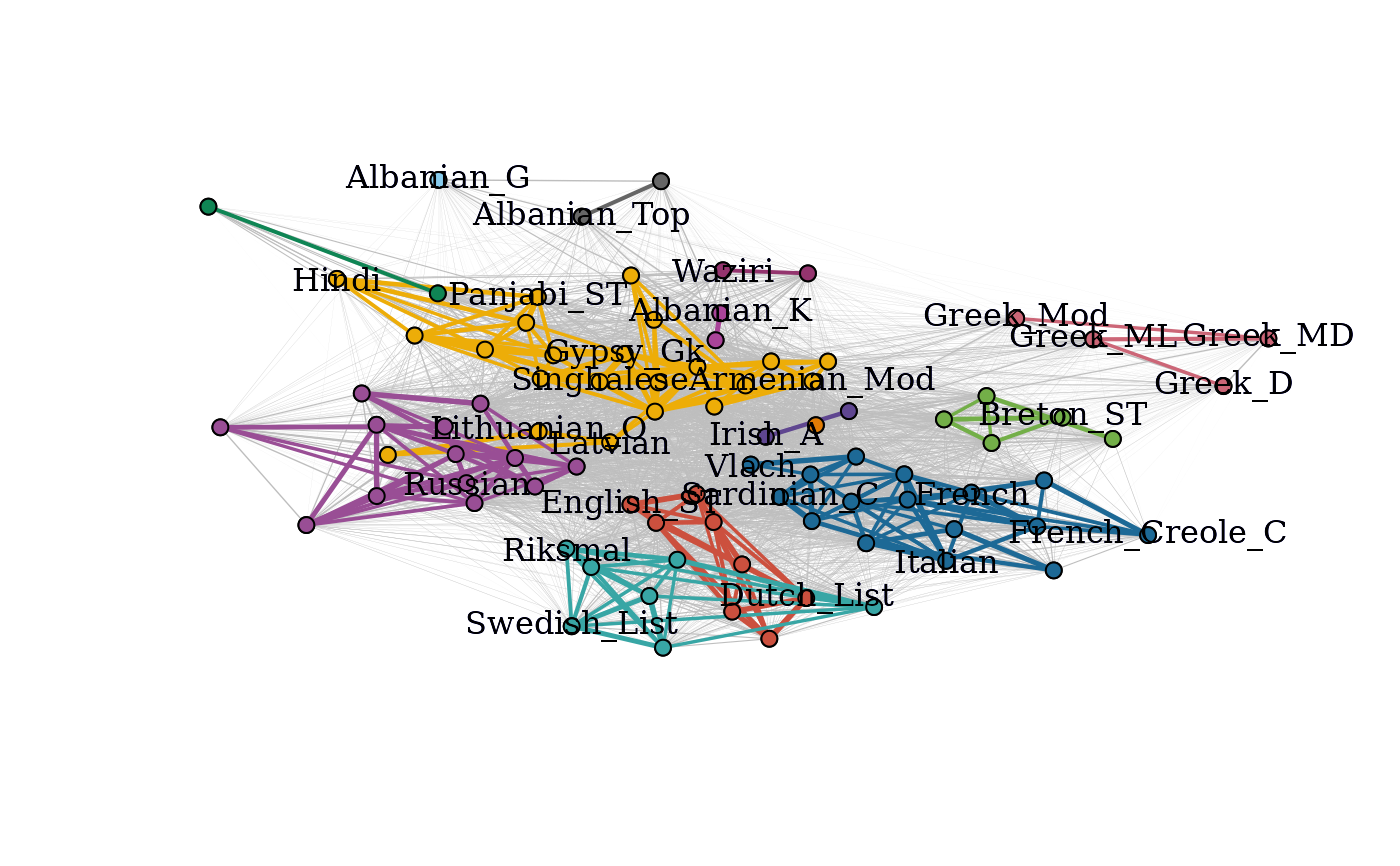 Albanian_G
Albanian_Top
Waziri
Hindi
Panjabi_ST
Albanian_K
Greek_Mod
Greek_ML
Greek_MD
Gypsy_Gk
Singhalese
Armenian_Mod
Greek_D
Breton_ST
Lithuanian_O
Latvian
Irish_A
Vlach
Russian
English_ST
Sardinian_C
French
French_Creole_C
Riksmal
Italian
Dutch_List
Swedish_List